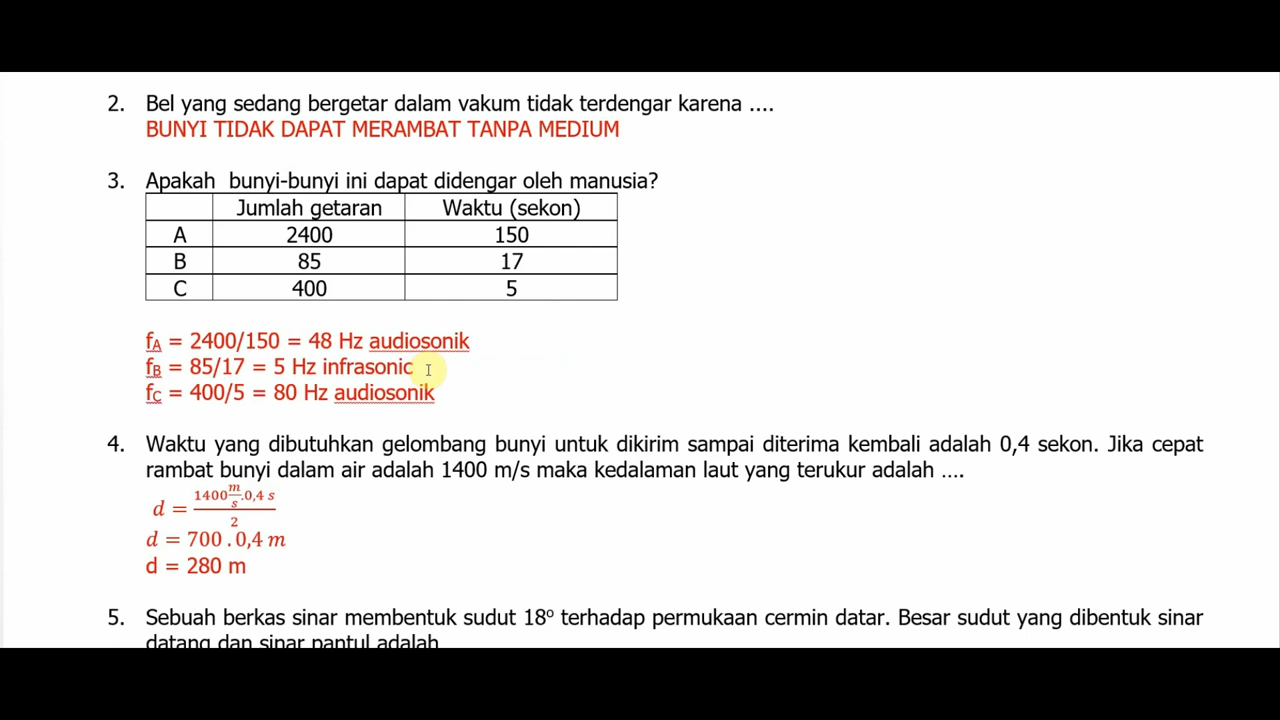 2. Bel yang sedang bergetar dalam vakum tidak terdengar karena ....
BUNYI TIDAK DAPAT MERAMBAT TANPA MEDIUM
3. Apakah bunyi-bunyi ini dapat didengar oleh manusia?
Jumlah getaran Waktu (sekon)
A 2400 150
B 85 17
C 400 5
fA = 2400/150 = 48 Hz audiosonik
fB = 85/17 = 5 Hz infrasonic
fC = 400/5 = 80 Hz audiosonik
4. Waktu yang dibutuhkan gelombang bunyi untuk dikirim sampai diterima kembali adalah 0,4 sekon. Jika cepat
rambat bunyi dalam air adalah 1400 m/s maka kedalaman laut yang terukur adalah ....
d = 1400 m/s .0,4 s / 2
d = 700 . 0,4 m
d = 280 m
5. Sebuah berkas sinar membentuk sudut 18° terhadap permukaan cermin datar. Besar sudut yang dibentuk sinar
datang dan sinar pantul adalah